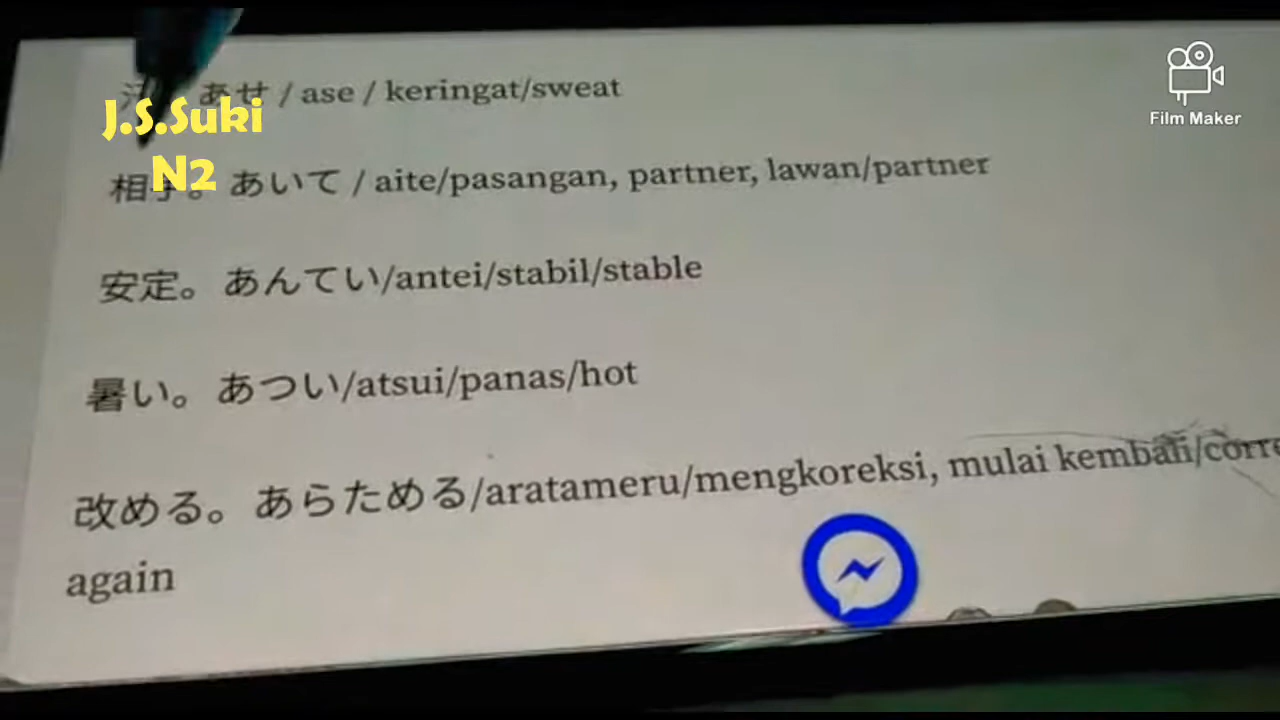 あせ / ase / keringat/sweat
J.S.Suki
N2
相手。あいて / aite/pasangan, partner, lawan/partner
安定。あんてい/antei/stabil/stable
暑い。あつい/atsui/panas/hot
改める。あらためる/aratameru/mengkoreksi, mulai kembali/corre
again
Film Maker